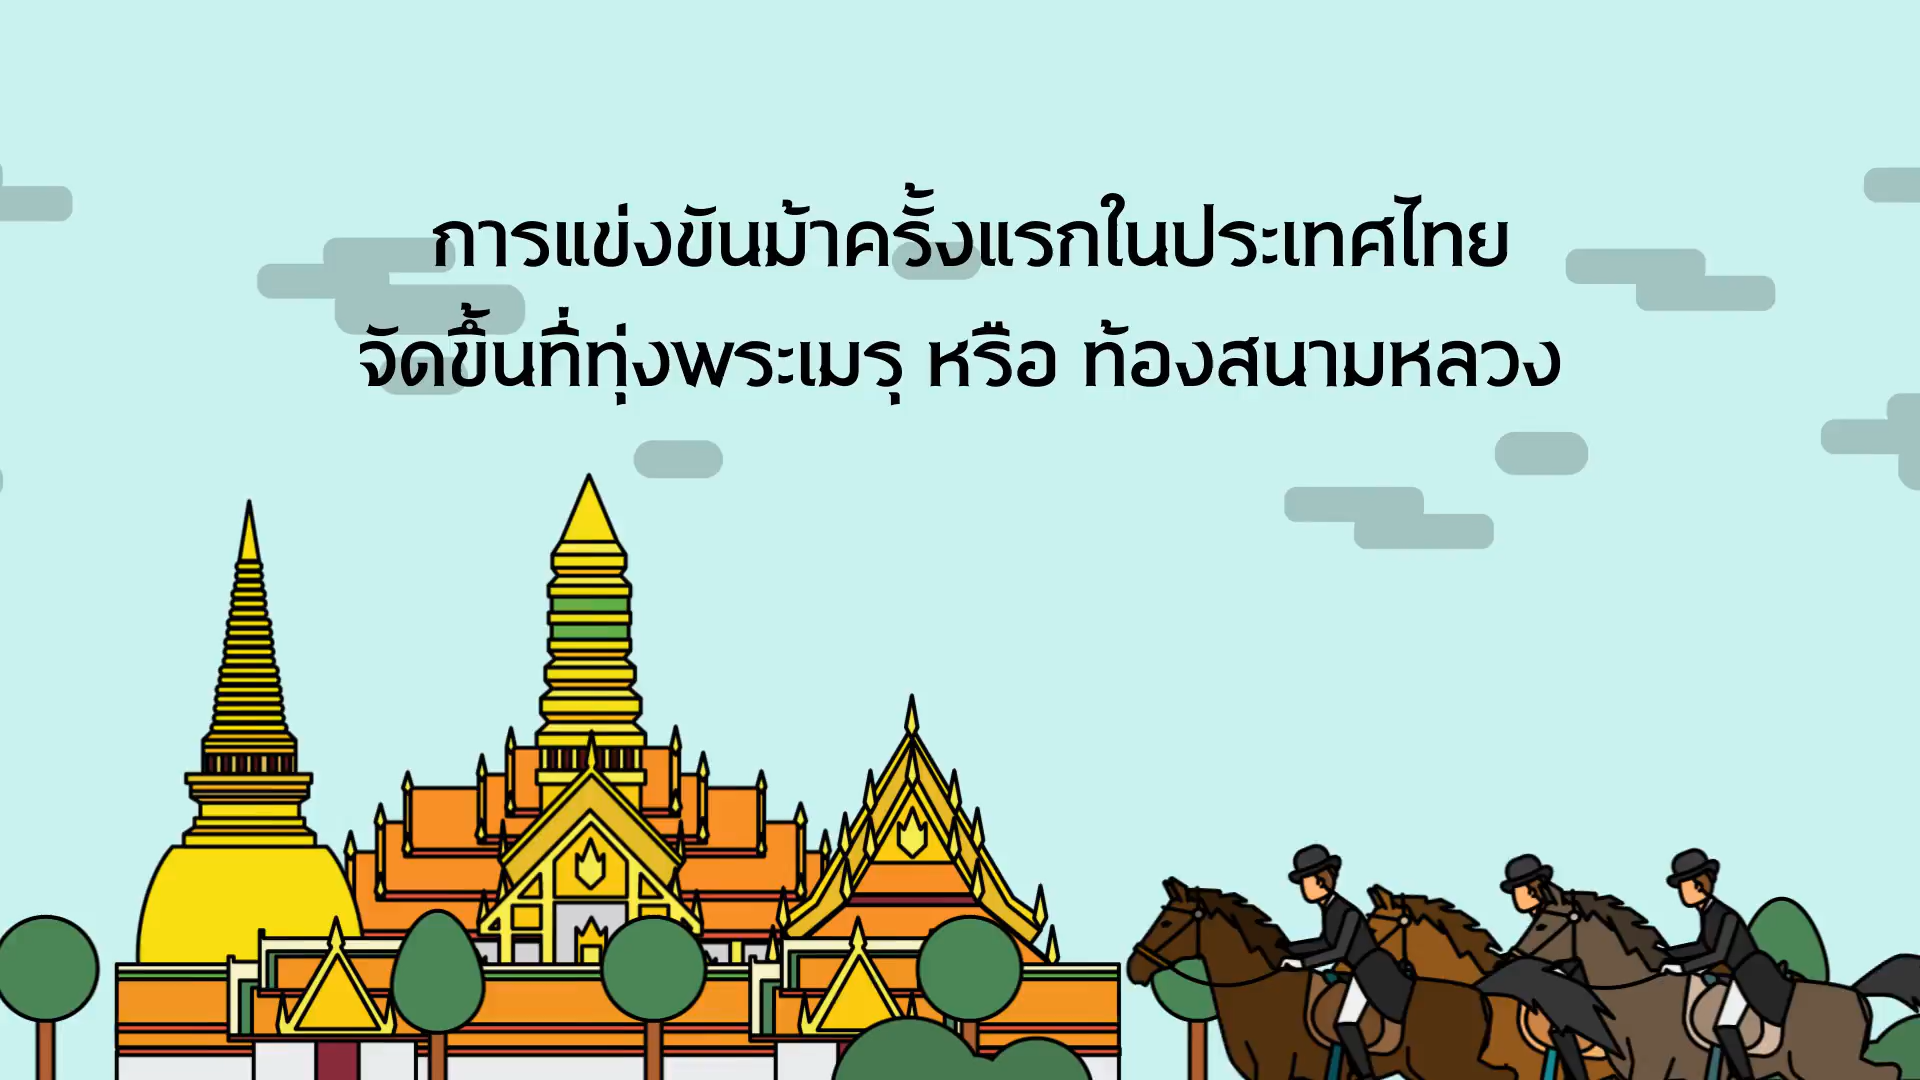 การแข่งขันม้าครั้งแรกในประเทศไทย
จัดขึ้นที่ทุ่งพระเมรุ หรือ ท้องสนามหลวง